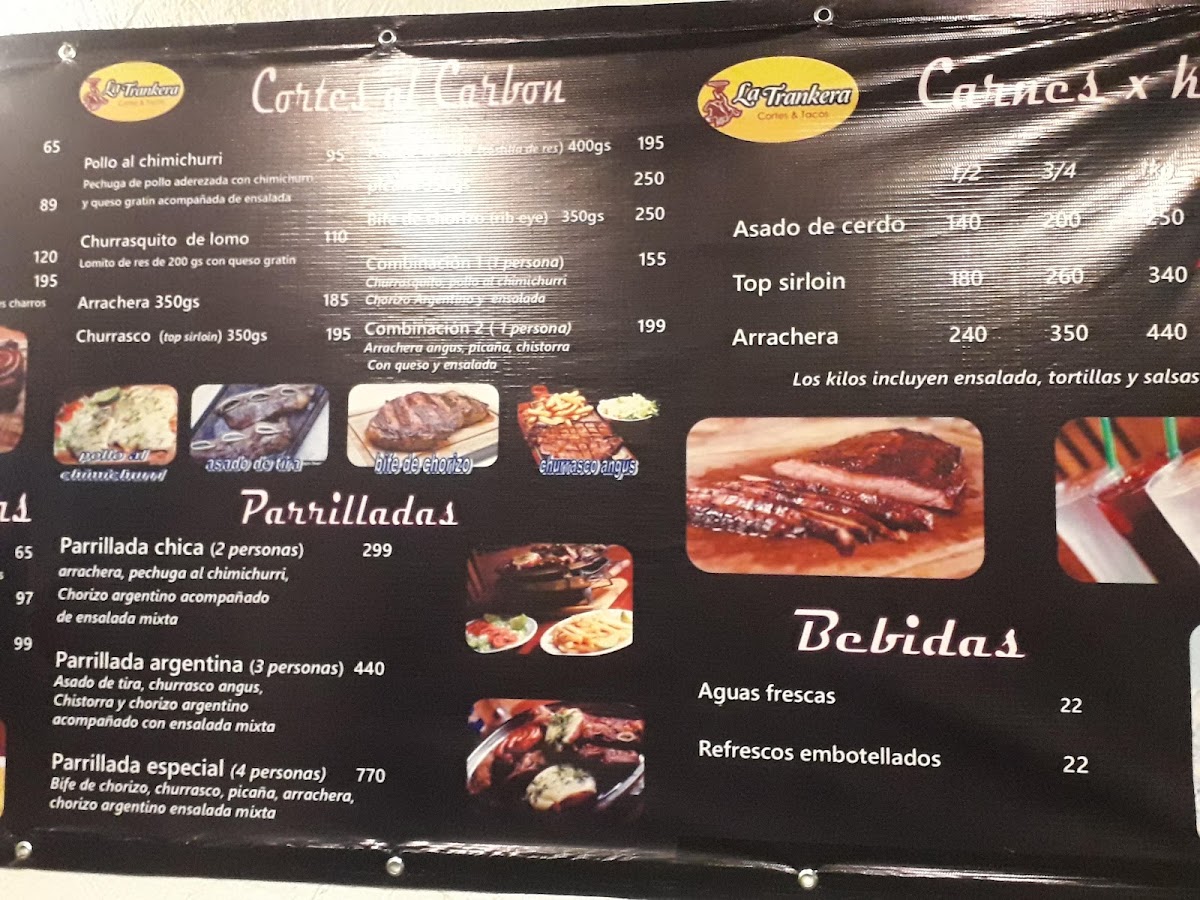 65
89
120
195
s charros
as
65
97
99
La Trankera
Cortes & Tacos
Cortes al Carbon
Pollo al chimichurri 95
Pechuga de pollo aderezada con chimichurri
y queso gratin acompañada de ensalada
Churrasquito de lomo 110
Lomito de res de 200 gs con queso gratin
Arrachera 350gs 185
Churrasco (top sirloin) 350gs 195
de res) 400gs 195
250
Bife de chorizo (rib eye) 350gs 250
Combinación 1 (1 persona) 155
Churrasquito, pollo al chimichurri
Chorizo Argentino y ensalada
Combinación 2 ( 1 persona) 199
Arrachera angus, picaña, chistorra
Con queso y ensalada
pollo al
chimichurri
asado de tira
bife de chorizo
churrasco angus
Parrilladas
Parrillada chica (2 personas) 299
arrachera, pechuga al chimichurri,
Chorizo argentino acompañado
de ensalada mixta
Parrillada argentina (3 personas) 440
Asado de tira, churrasco angus,
Chistorra y chorizo argentino
acompañado con ensalada mixta
Parrillada especial (4 personas) 770
Bife de chorizo, churrasco, picaña, arrachera,
chorizo argentino ensalada mixta
La Trankera
Cortes & Tacos
Carnes x k
1/2 3/4 1kg
Asado de cerdo 140 200 250
Top sirloin 180 260 340
Arrachera 240 350 440
Los kilos incluyen ensalada, tortillas y salsas
Bebidas
Aguas frescas 22
Refrescos embotellados 22